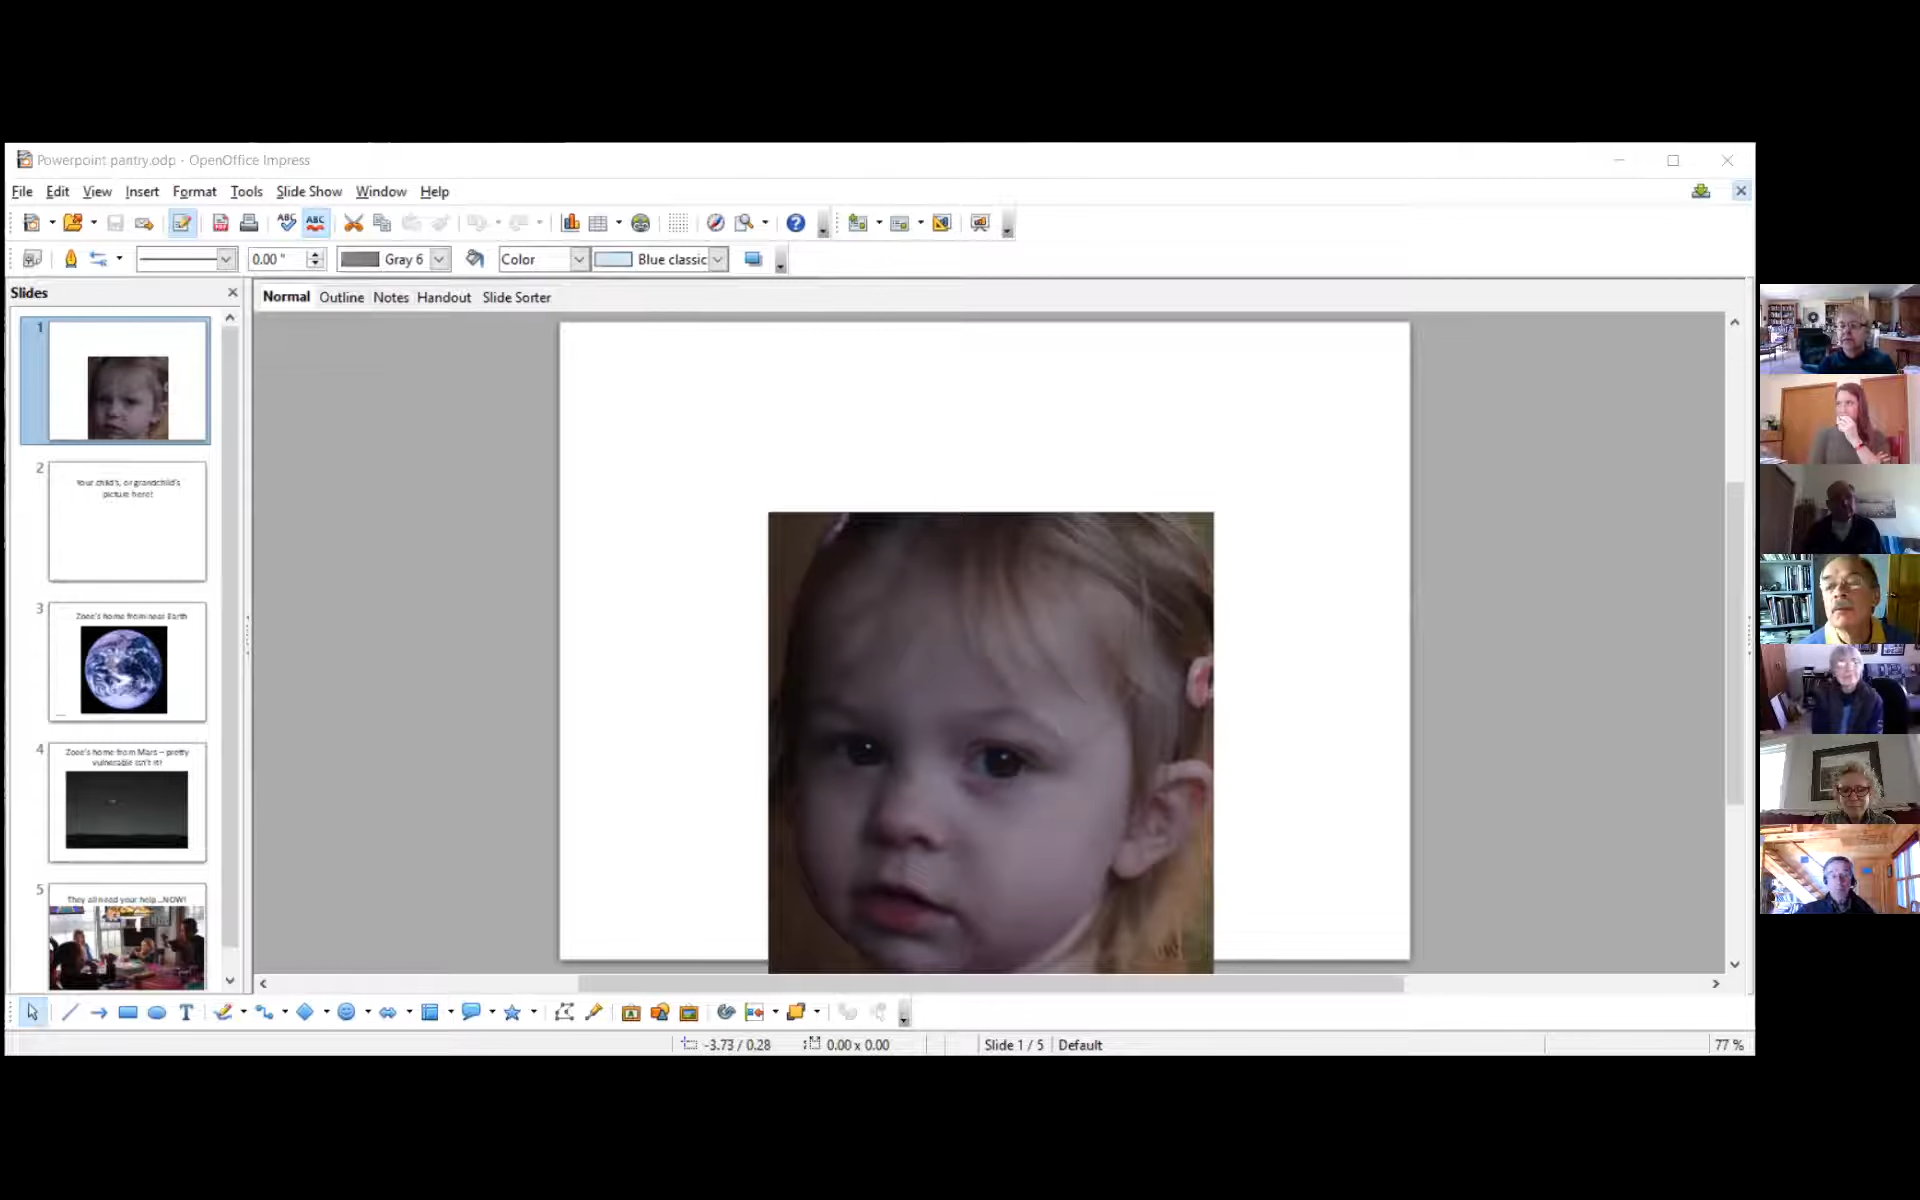 Powerpoint pantry.odp - OpenOffice Impress
File Edit View Insert Format Tools Slide Show Window Help
0.00 " Gray 6 Color Blue classic
Slides
Normal Outline Notes Handout Slide Sorter
1
2
Your child's, or grandchild's
picture here!
3
Zoee's home from near Earth
4
Zoee's home from Mars – pretty
vulnerable isn't it!
5
They all need your help...NOW!
-3.73 / 0.28 0.00 x 0.00 Slide 1 / 5 Default 77 %